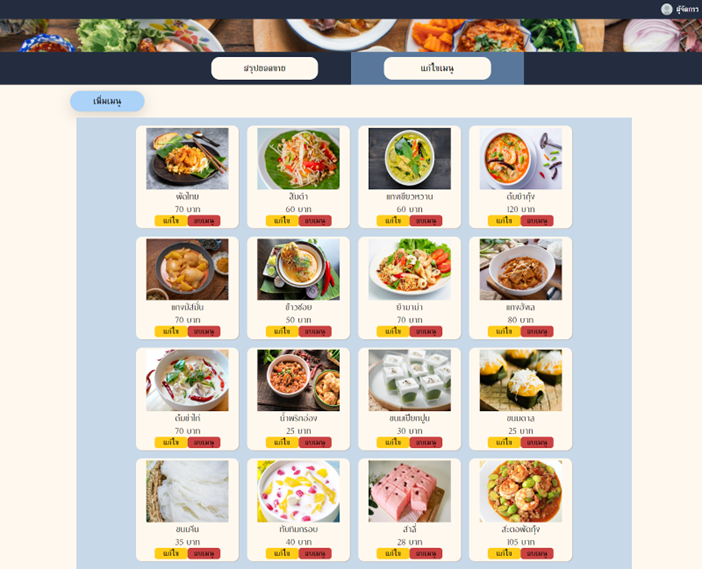 ผู้จัดการ
สรุปยอดขาย
แก้ไขเมนู
เพิ่มเมนู
ผัดไทย
70 บาท
แก้ไข ลบเมนู
ส้มตำ
60 บาท
แก้ไข ลบเมนู
แกงเขียวหวาน
60 บาท
แก้ไข ลบเมนู
ต้มยำกุ้ง
120 บาท
แก้ไข ลบเมนู
แกงมัสมั่น
70 บาท
แก้ไข ลบเมนู
ข้าวซอย
50 บาท
แก้ไข ลบเมนู
ยำมาม่า
70 บาท
แก้ไข ลบเมนู
แกงฮังเล
80 บาท
แก้ไข ลบเมนู
ต้มข่าไก่
70 บาท
แก้ไข ลบเมนู
น้ำพริกอ่อง
25 บาท
แก้ไข ลบเมนู
ขนมเปียกปูน
30 บาท
แก้ไข ลบเมนู
ขนมตาล
25 บาท
แก้ไข ลบเมนู
ขนมจีน
35 บาท
แก้ไข ลบเมนู
ทับทิมกรอบ
40 บาท
แก้ไข ลบเมนู
สาลี่
28 บาท
แก้ไข ลบเมนู
สะตอผัดกุ้ง
105 บาท
แก้ไข ลบเมนู